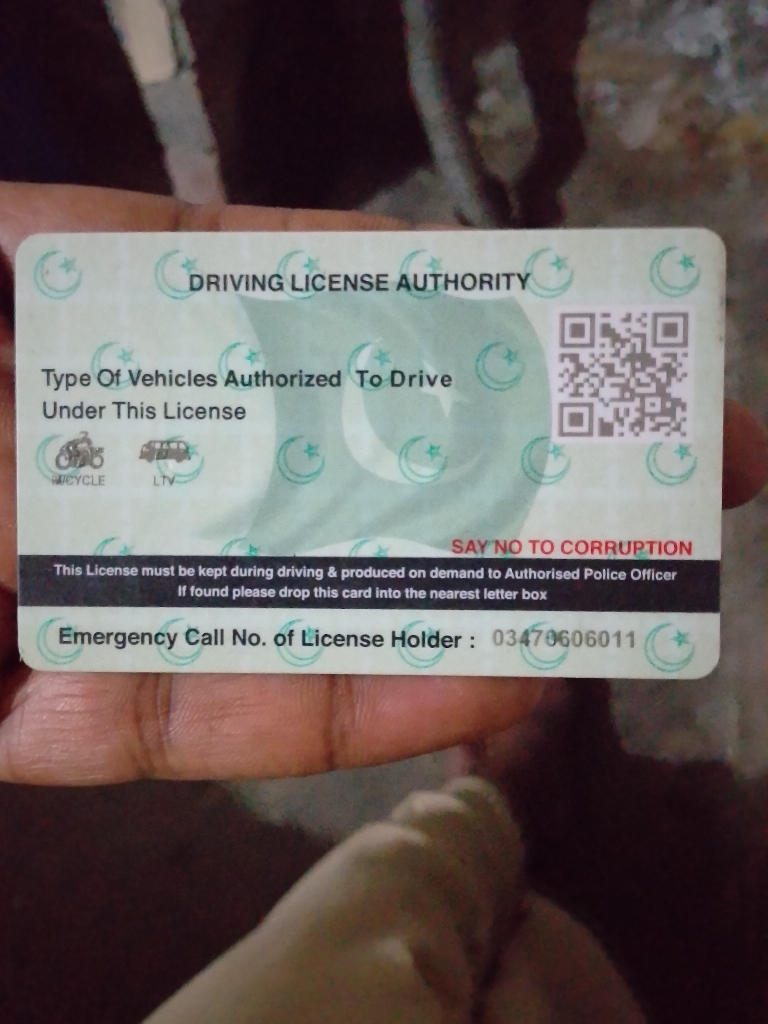 DRIVING LICENSE AUTHORITY
Type Of Vehicles Authorized To Drive
Under This License
M/CYCLE LTV
SAY NO TO CORRUPTION
This License must be kept during driving & produced on demand to Authorised Police Officer
If found please drop this card into the nearest letter box
Emergency Call No. of License Holder : 03470606011